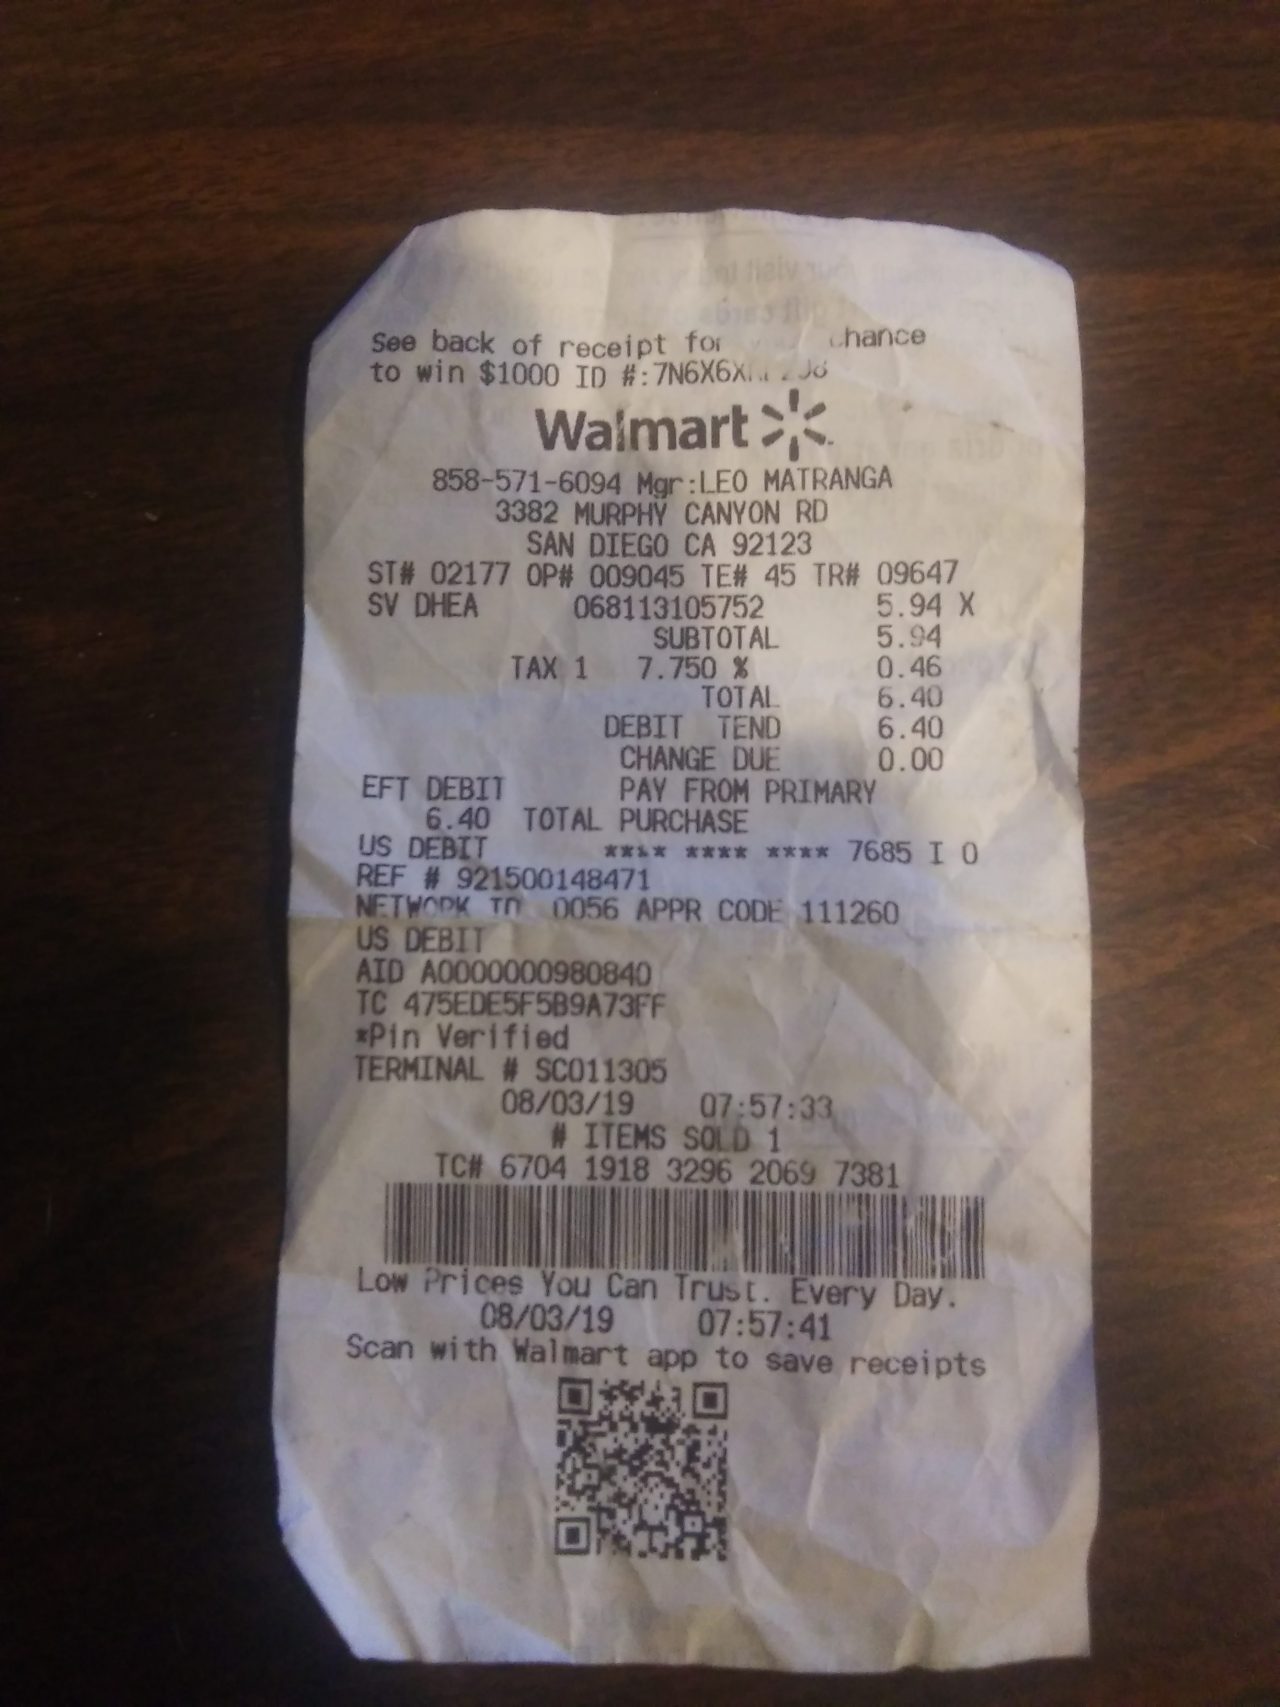 See back of receipt for chance
to win $1000 ID #:
Walmart
858-571-6094 Mgr:LEO MATRANGA
3382 MURPHY CANYON RD
SAN DIEGO CA 92123
ST# 02177 OP# 009045 TE# 45 TR# 09647
SV DHEA 068113105752 5.94 X
SUBTOTAL 5.94
TAX 1 7.750 % 0.46
TOTAL 6.40
DEBIT TEND 6.40
CHANGE DUE 0.00
EFT DEBIT PAY FROM PRIMARY
6.40 TOTAL PURCHASE
US DEBIT **** **** **** 7685 I 0
REF # 921500148471
NETWORK ID 0056 APPR CODE 111260
US DEBIT
AID A0000000980840
TC 475EDE5F5B9A73FF
*Pin Verified
TERMINAL # SC011305
08/03/19 07:57:33
# ITEMS SOLD 1
TC# 6704 1918 3296 2069 7381
Low Prices You Can Trust. Every Day.
08/03/19 07:57:41
Scan with Walmart app to save receipts